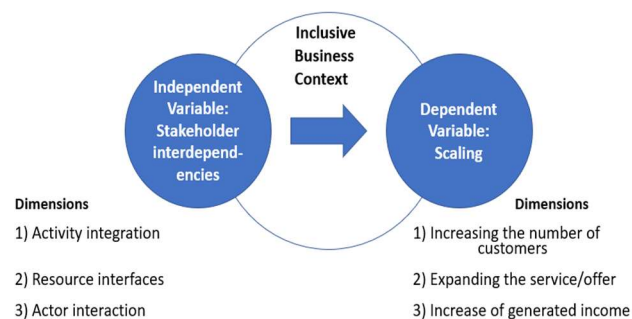 Inclusive
Business
Context
Independent
Variable:
Stakeholder
interdepend-
encies
Dependent
Variable:
Scaling
Dimensions
1) Activity integration
2) Resource interfaces
3) Actor interaction
Dimensions
1) Increasing the number of
customers
2) Expanding the service/offer
3) Increase of generated income